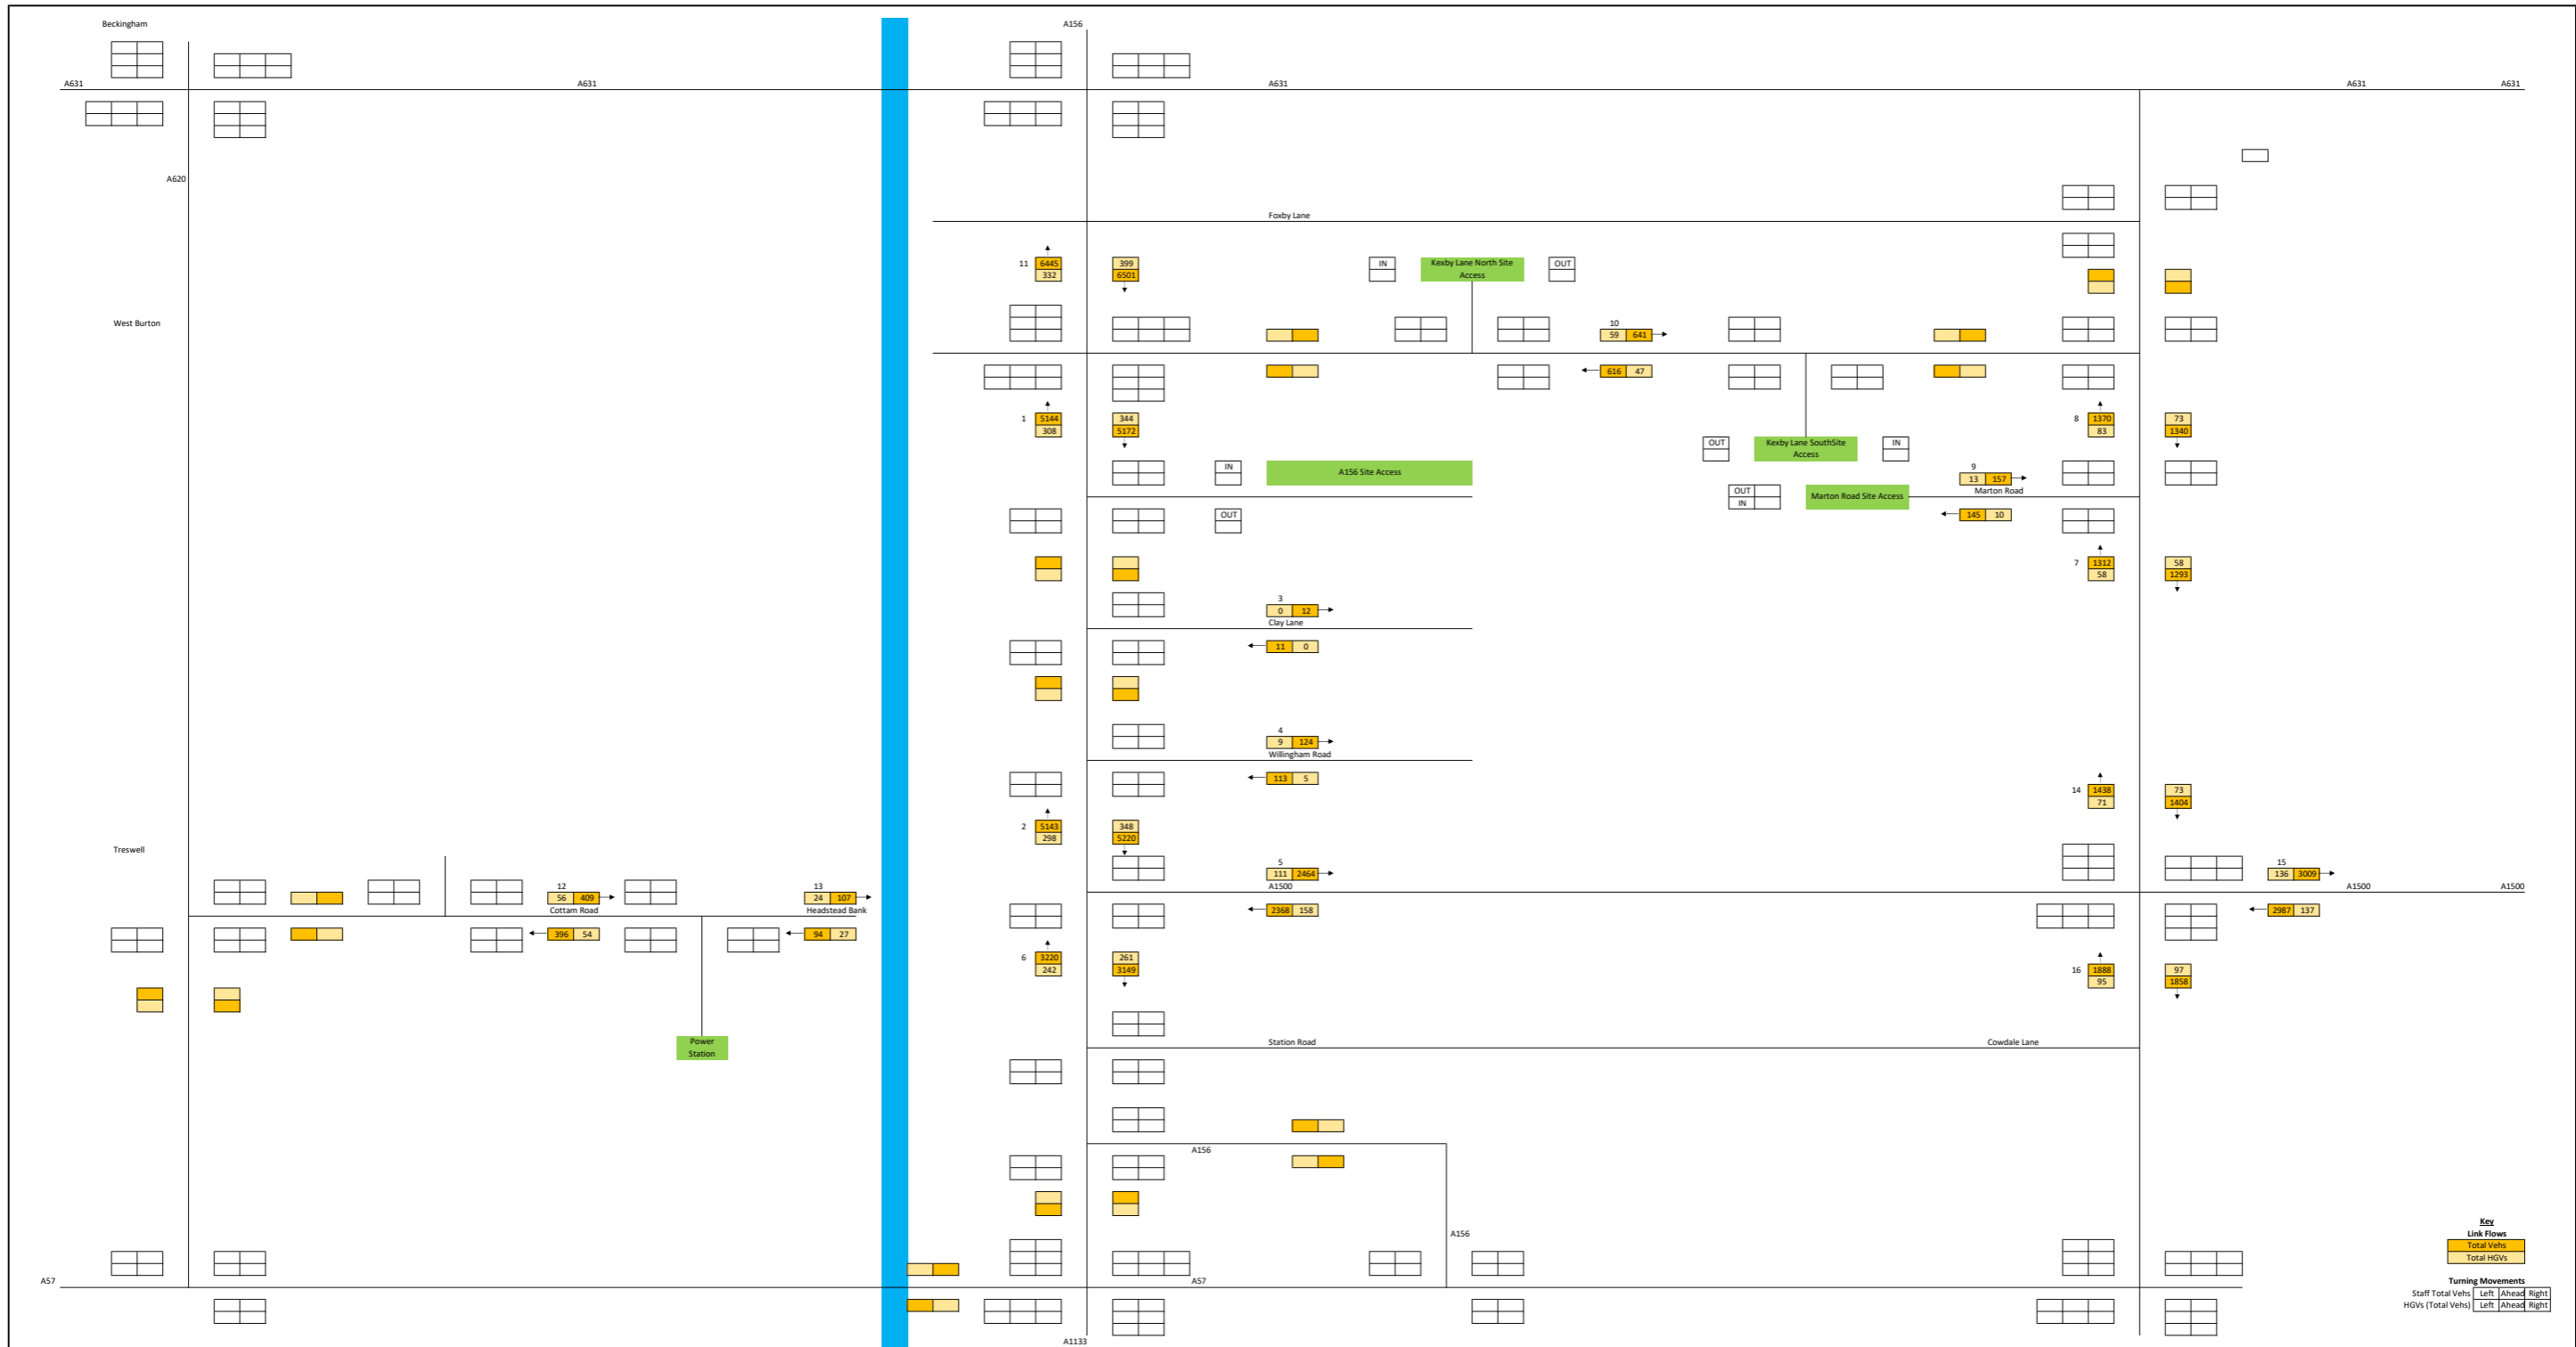 Beckingham
A156
A631
A631
A631
A631
A631
A620
Foxby Lane
11
6445
332
399
6501
IN
Kexby Lane North Site
Access
OUT
West Burton
10
59 641
616 47
1
5144
308
344
5172
8
1370
83
73
1340
OUT
Kexby Lane SouthSite
Access
IN
IN
A156 Site Access
9
13 157
Marton Road
OUT
IN
Marton Road Site Access
OUT
145 10
7
1312
58
58
1293
3
0 12
Clay Lane
11 0
4
9 124
Willingham Road
113 5
14
1438
71
73
1404
2
5143
298
348
5220
Treswell
5
111 2464
A1500
15
136 3009
A1500
A1500
12
56 409
Cottam Road
13
24 107
Headstead Bank
2368 158
2987 137
396 54
94 27
6
3220
242
261
3149
16
1888
95
97
1858
Power
Station
Station Road
Cowdale Lane
A156
A156
A57
A57
A1133
Key
Link Flows
Total Vehs
Total HGVs
Turning Movements
Staff Total Vehs Left Ahead Right
HGVs (Total Vehs) Left Ahead Right